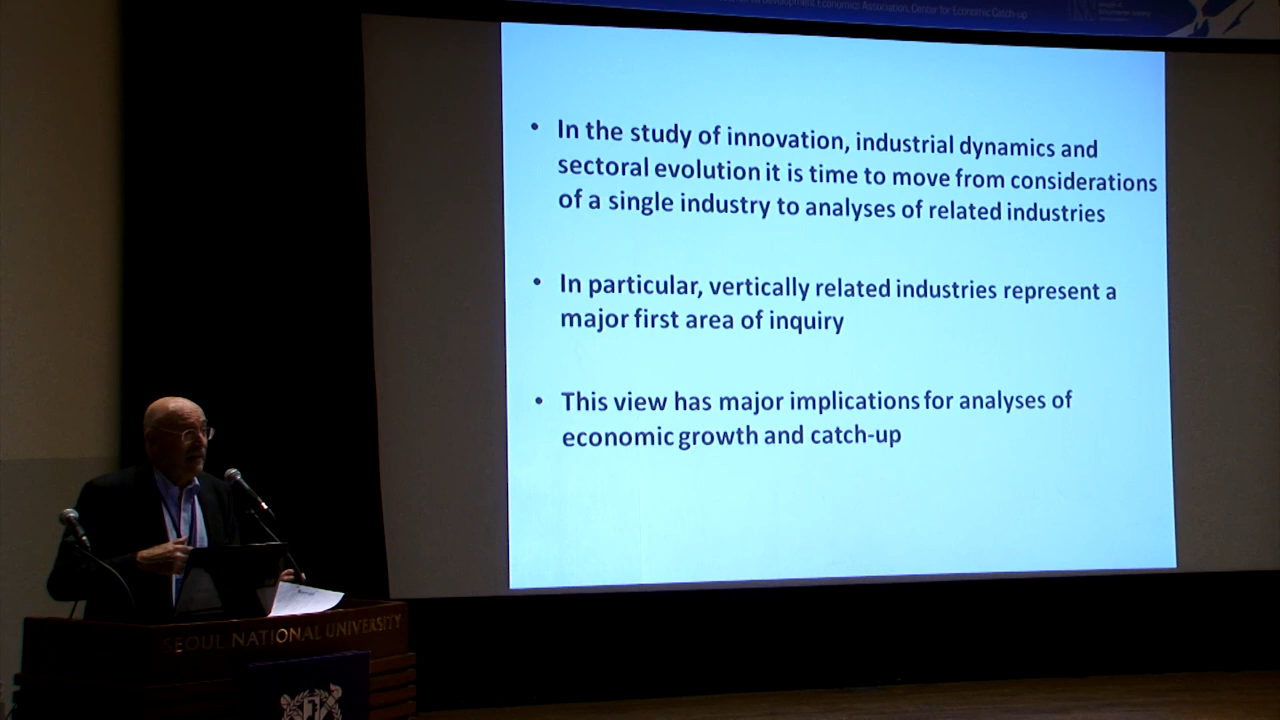 Development Economics Association, Center for Economic Catch-up
• In the study of innovation, industrial dynamics and
sectoral evolution it is time to move from considerations
of a single industry to analyses of related industries
• In particular, vertically related industries represent a
major first area of inquiry
• This view has major implications for analyses of
economic growth and catch-up
SEOUL NATIONAL UNIVERSITY